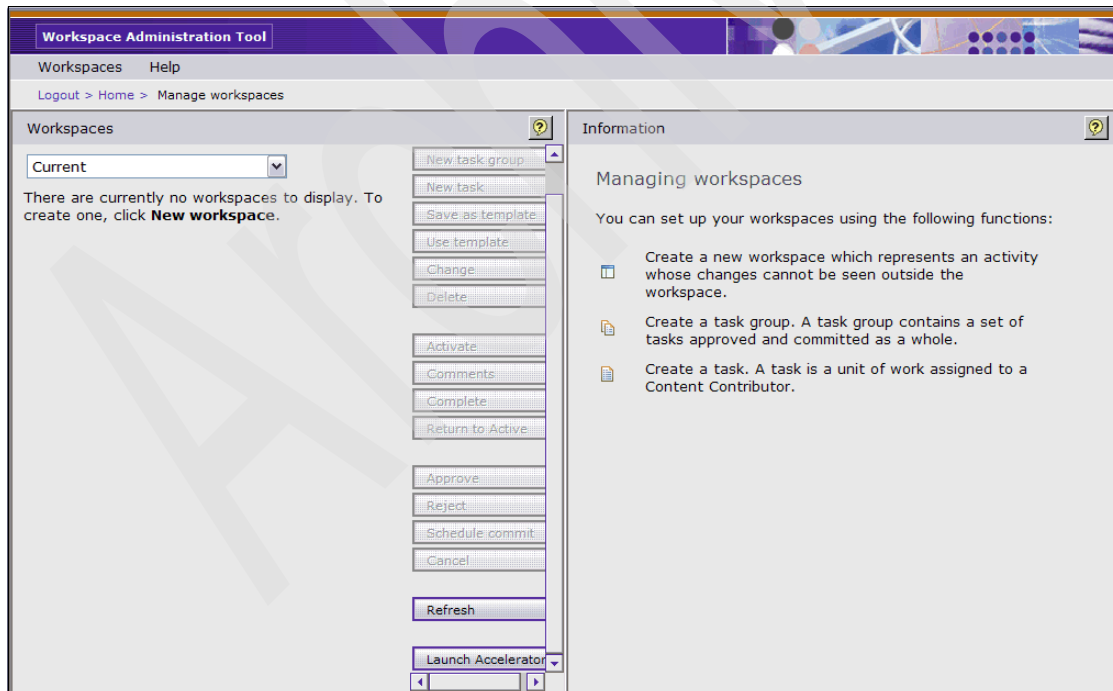 Workspace Administration Tool
Workspaces Help
Logout > Home > Manage workspaces
Workspaces
Current
There are currently no workspaces to display. To
create one, click New workspace.
New task group
New task
Save as template
Use template
Change
Delete
Activate
Comments
Complete
Return to Active
Approve
Reject
Schedule commit
Cancel
Refresh
Launch Accelerator
Information
Managing workspaces
You can set up your workspaces using the following functions:
Create a new workspace which represents an activity
whose changes cannot be seen outside the
workspace.
Create a task group. A task group contains a set of
tasks approved and committed as a whole.
Create a task. A task is a unit of work assigned to a
Content Contributor.